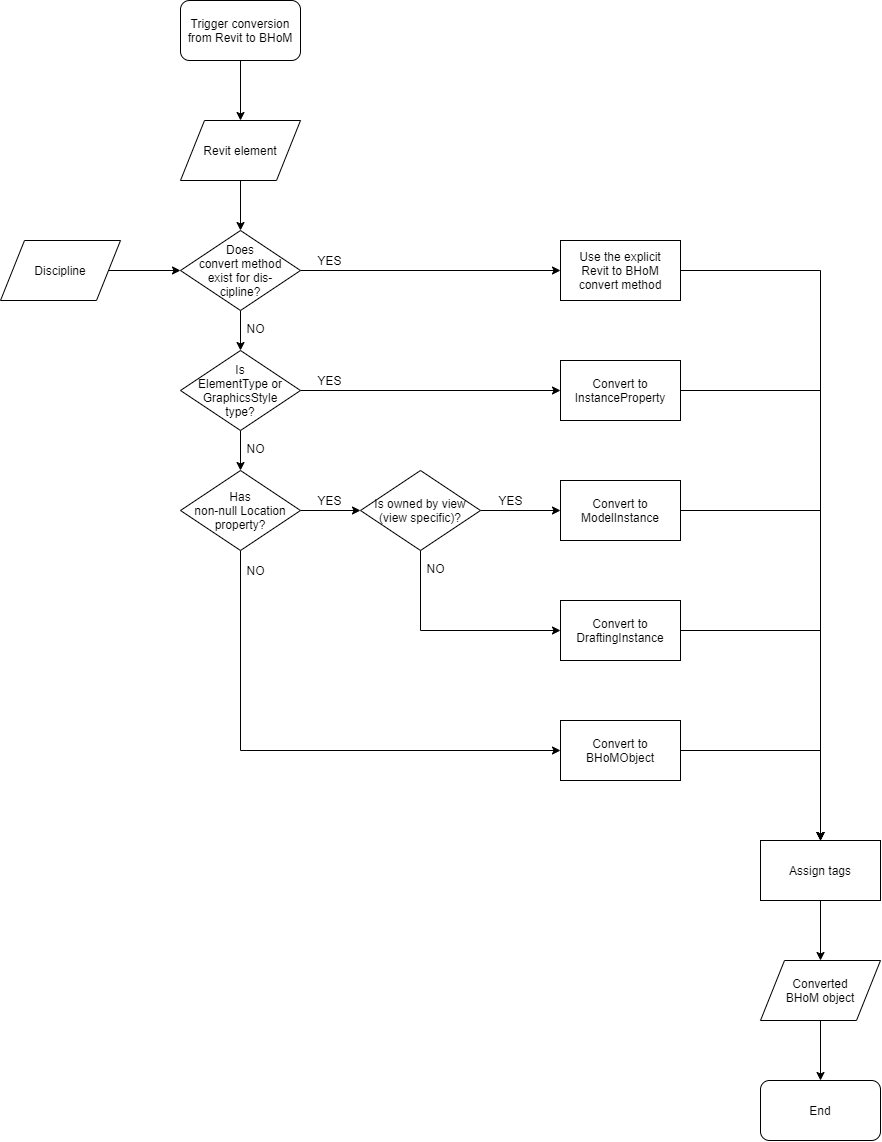 Trigger conversion
from Revit to BHoM
Revit element
Discipline
Does
convert method
exist for dis-
cipline?
YES
Use the explicit
Revit to BHoM
convert method
NO
Is
ElementType or
GraphicsStyle
type?
YES
Convert to
InstanceProperty
NO
Has
non-null Location
property?
YES
Is owned by view
(view specific)?
YES
Convert to
ModelInstance
NO
NO
Convert to
DraftingInstance
Convert to
BHoMObject
Assign tags
Converted
BHoM object
End